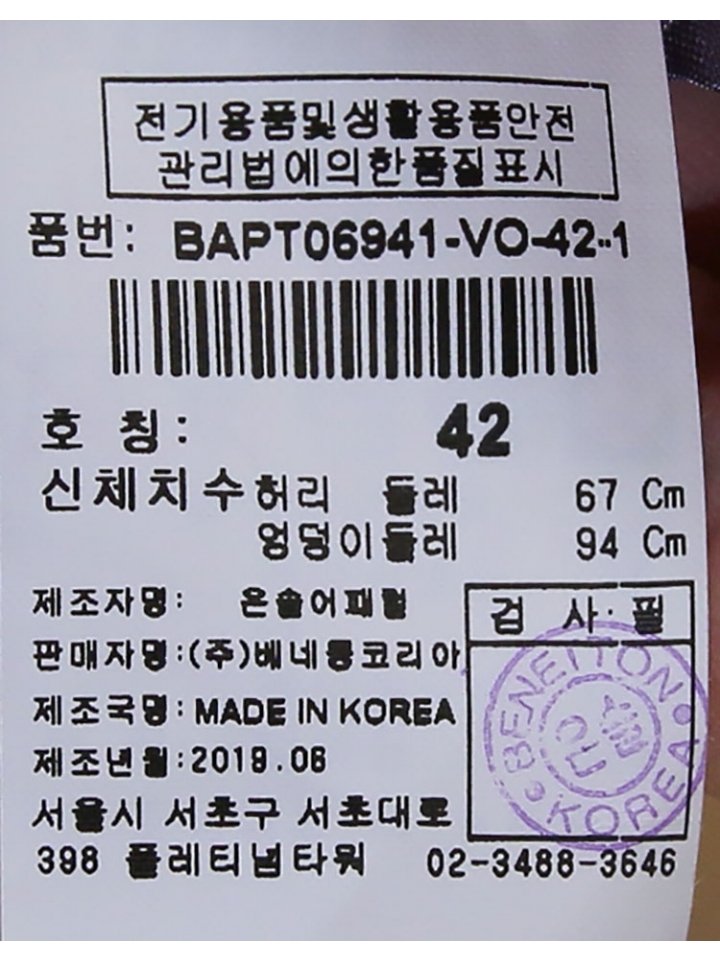 전기용품및생활용품안전
관리법에의한품질표시
품번: BAPT06941-VO-42-1
호 칭: 42
신체치수허리 둘레 67 Cm
엉덩이둘레 94 Cm
제조자명: 온솔어패럴
판매자명:(주)베네통코리아
제조국명: MADE IN KOREA
제조년월:2019.06
서울시 서초구 서초대로
398 플레티넘타워 02-3488-3646
검 사 필
BENETTON KOREA